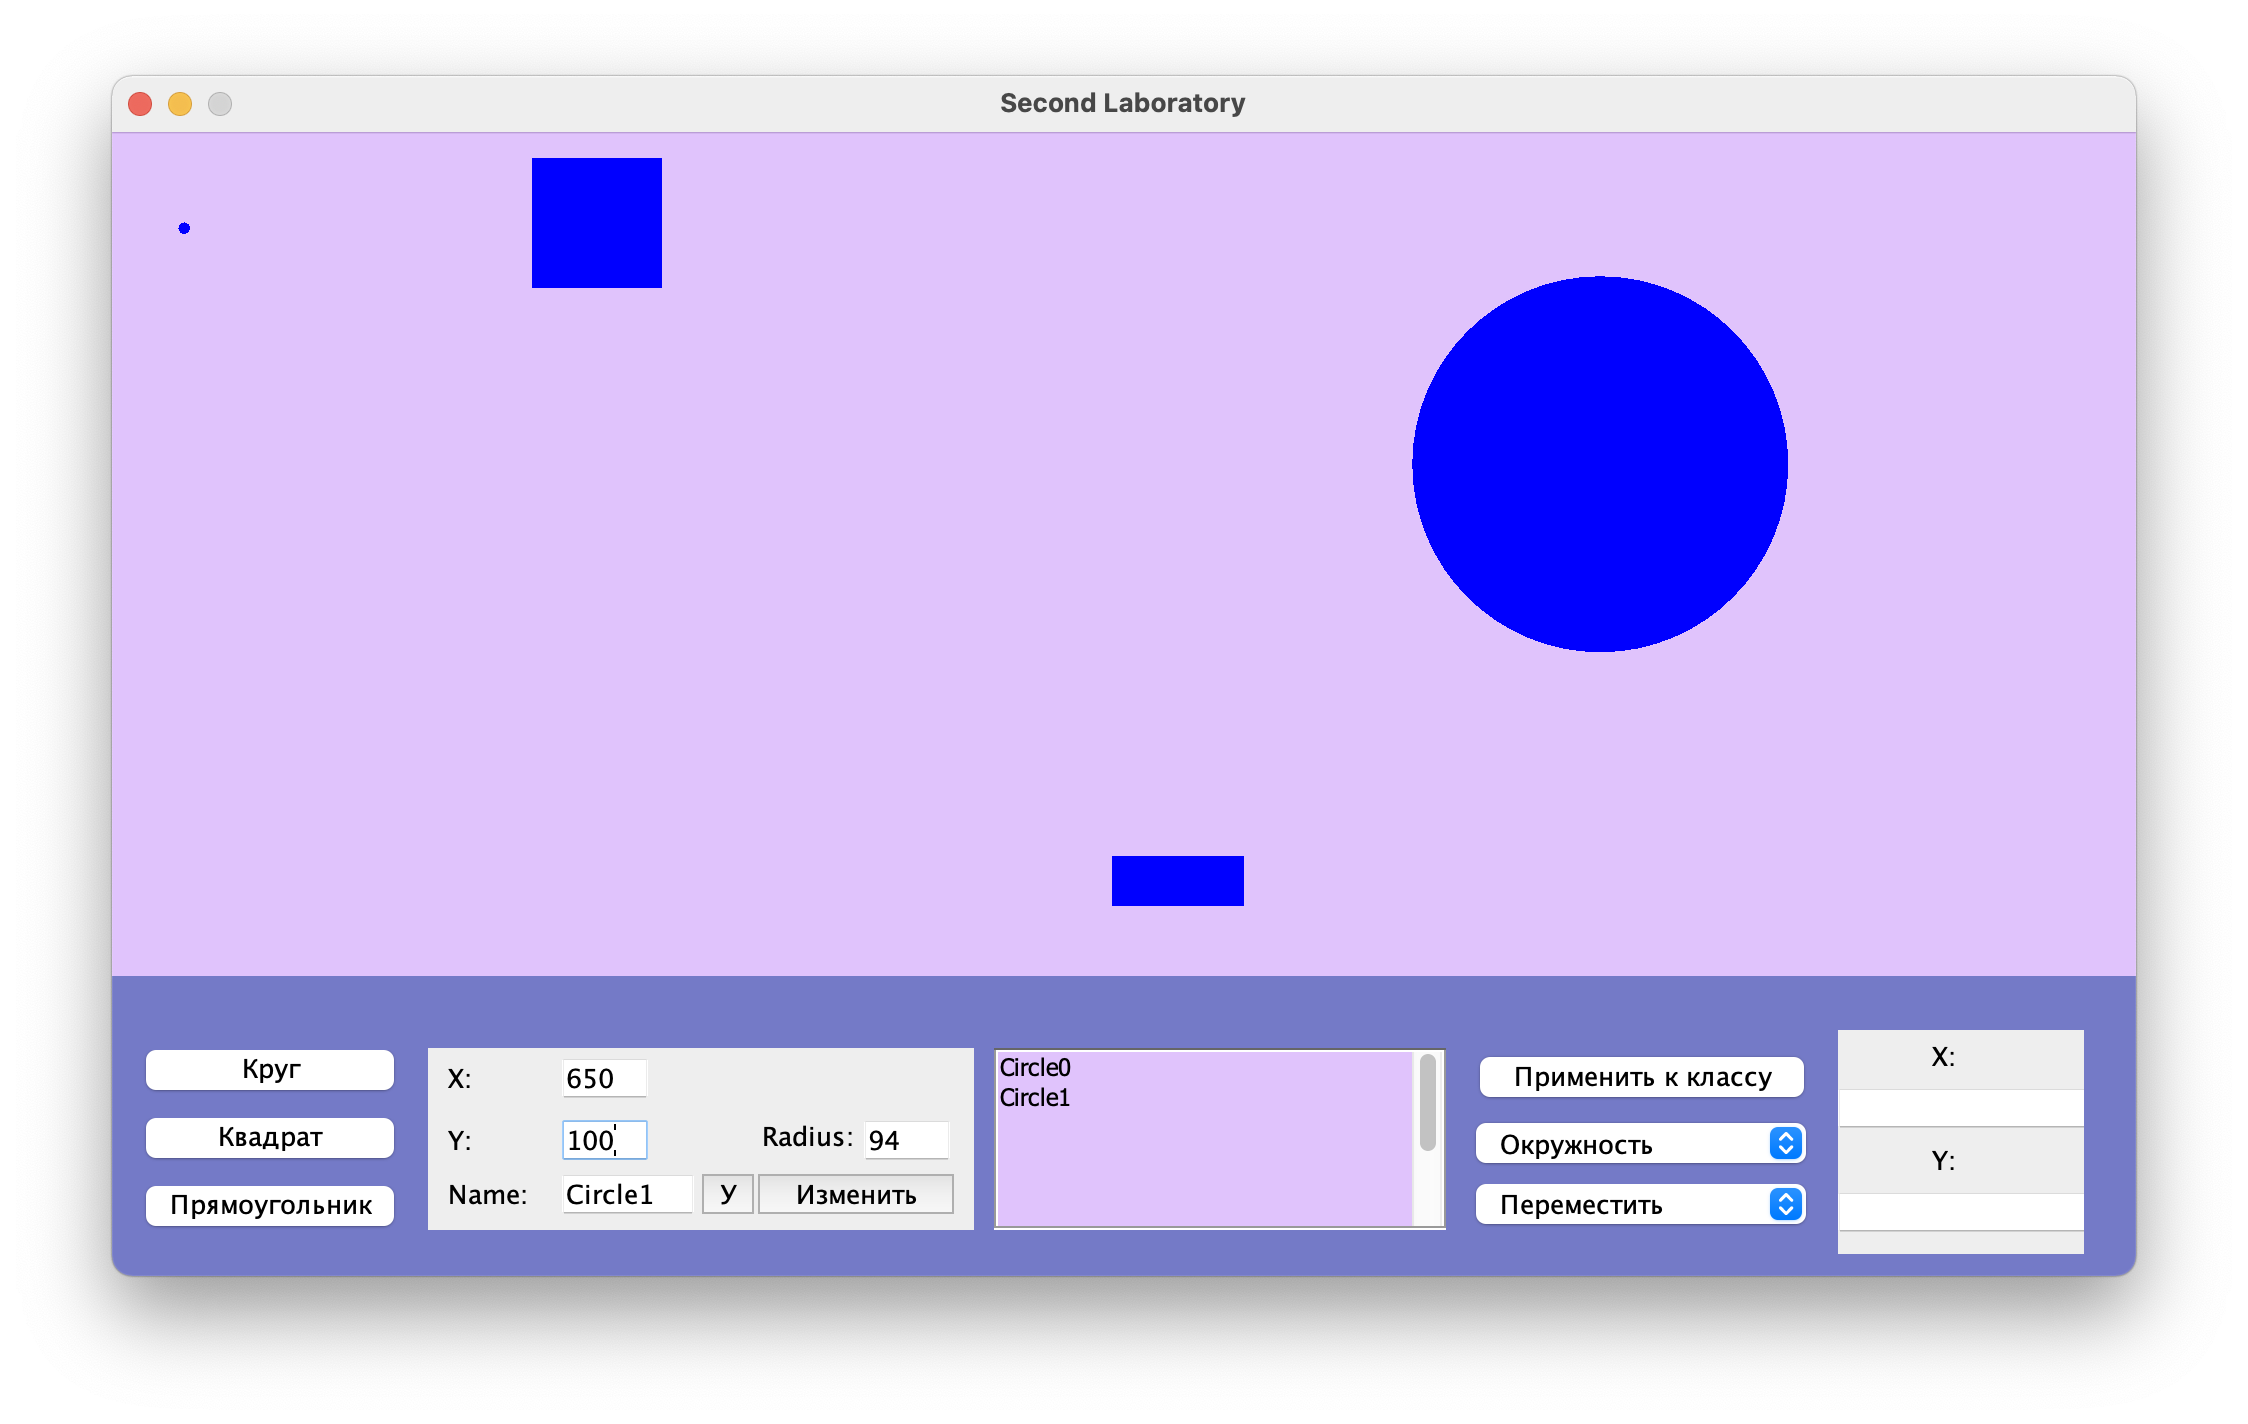 Second Laboratory
Круг
Квадрат
Прямоугольник
X: 650
Y: 100 Radius: 94
Name: Circle1 У Изменить
Circle0
Circle1
Применить к классу
Окружность
Переместить
X:
Y: